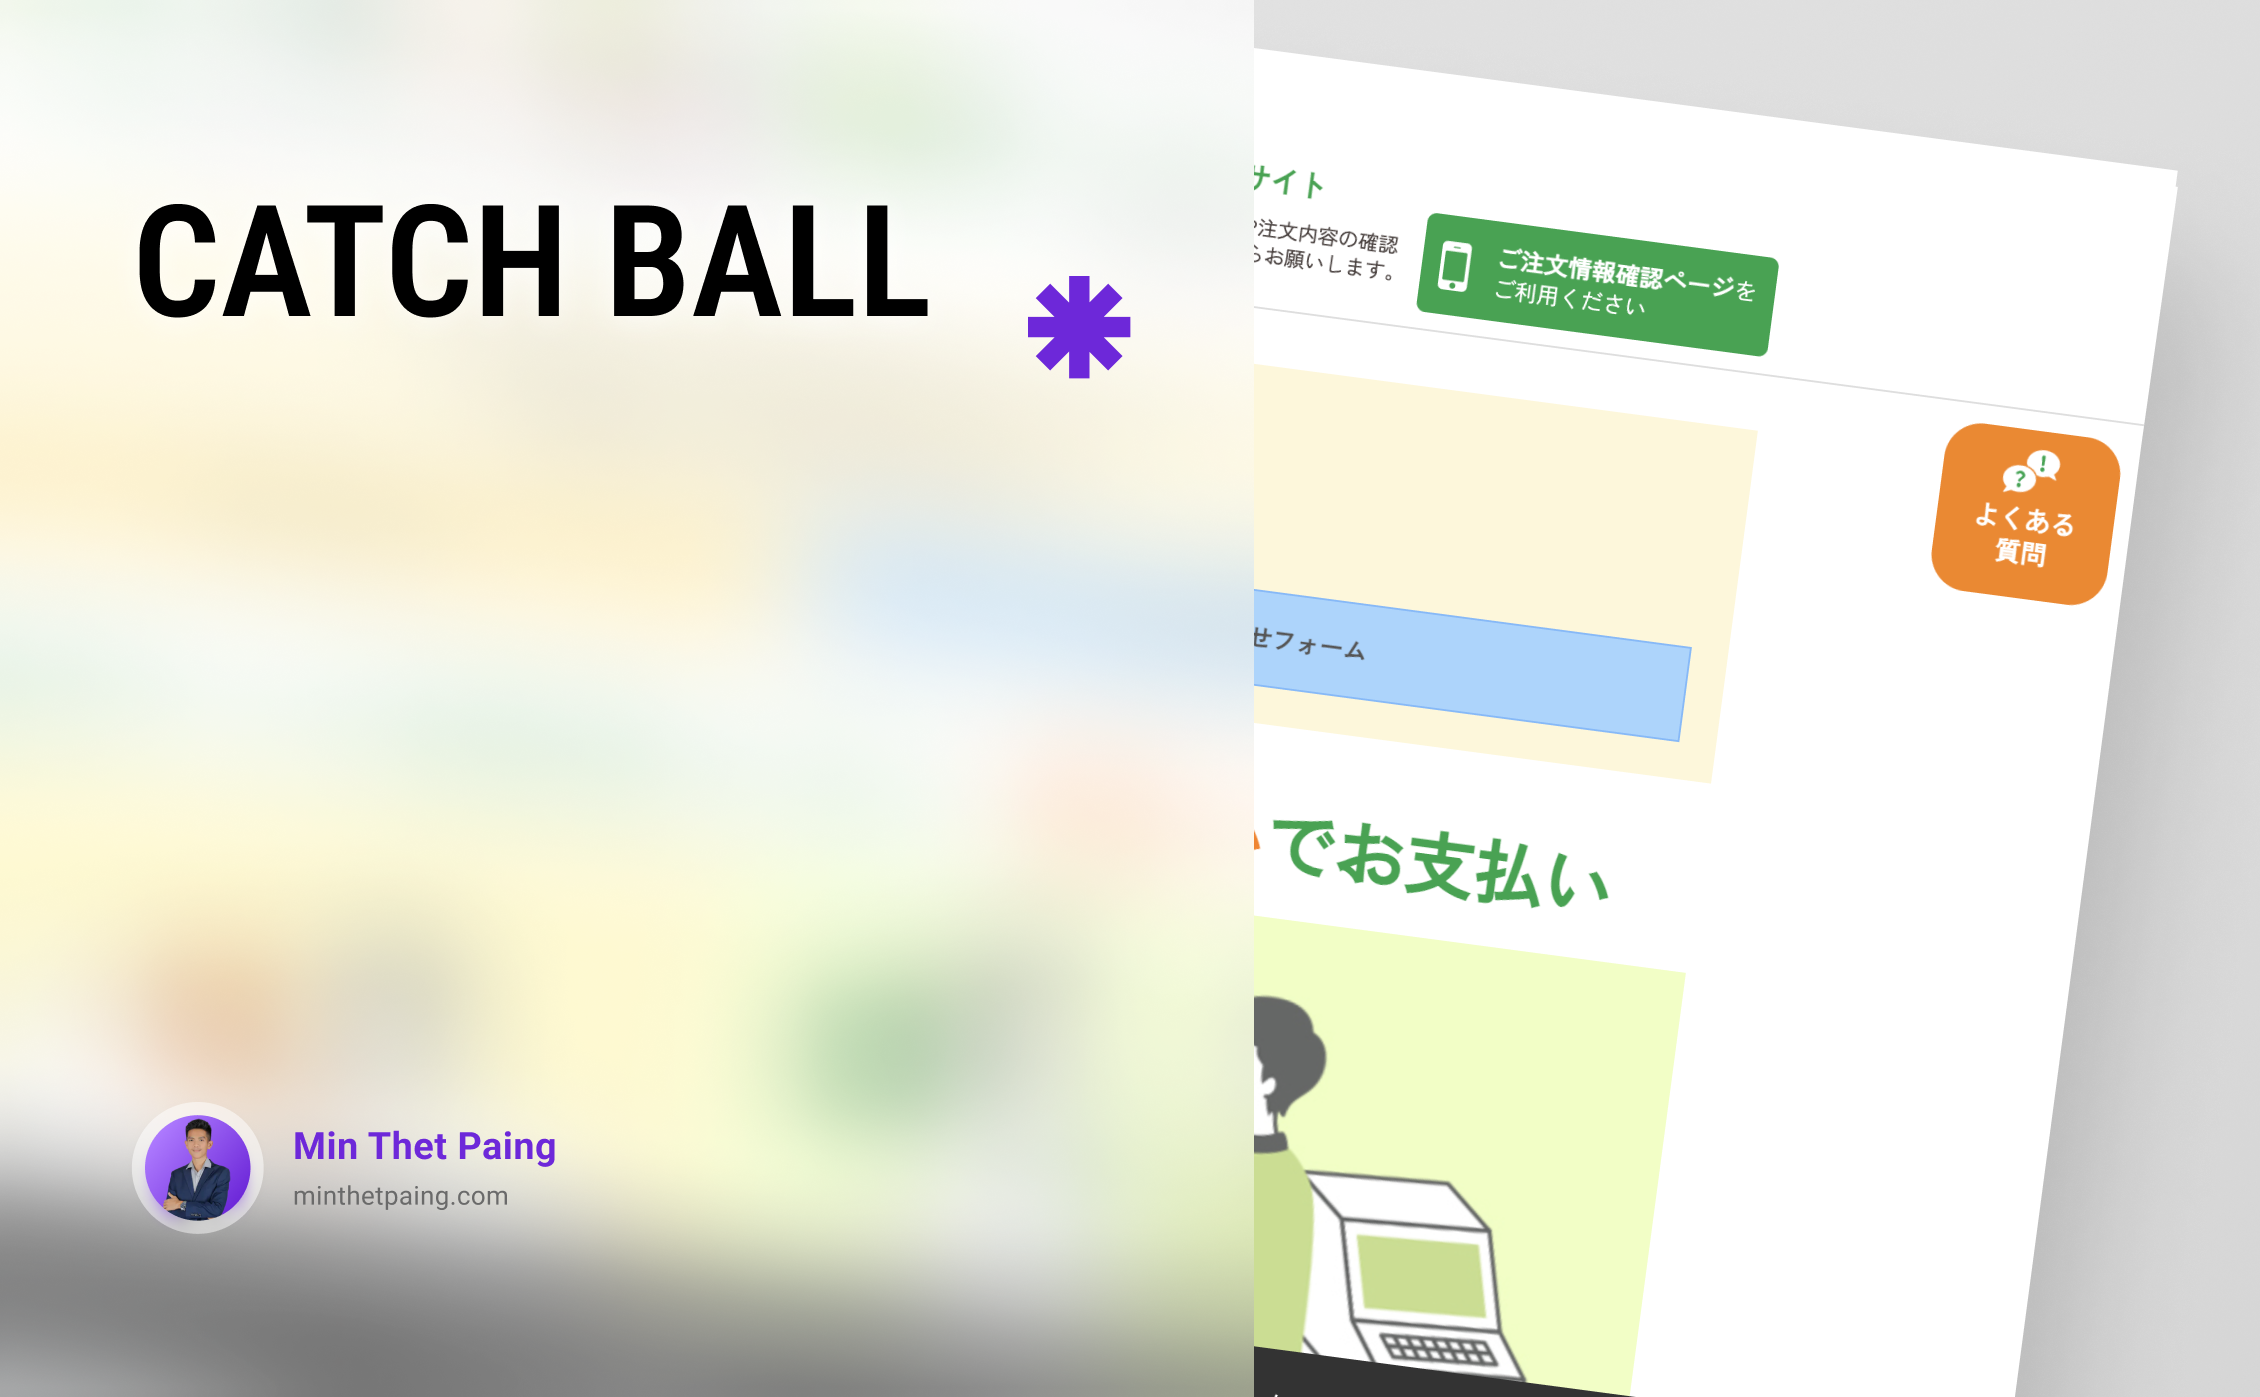 CATCH BALL
Min Thet Paing
minthetpaing.com
サイト
注文内容の確認
お願いします。
ご注文情報確認ページを
ご利用ください
よくある
質問
せフォーム
でお支払い